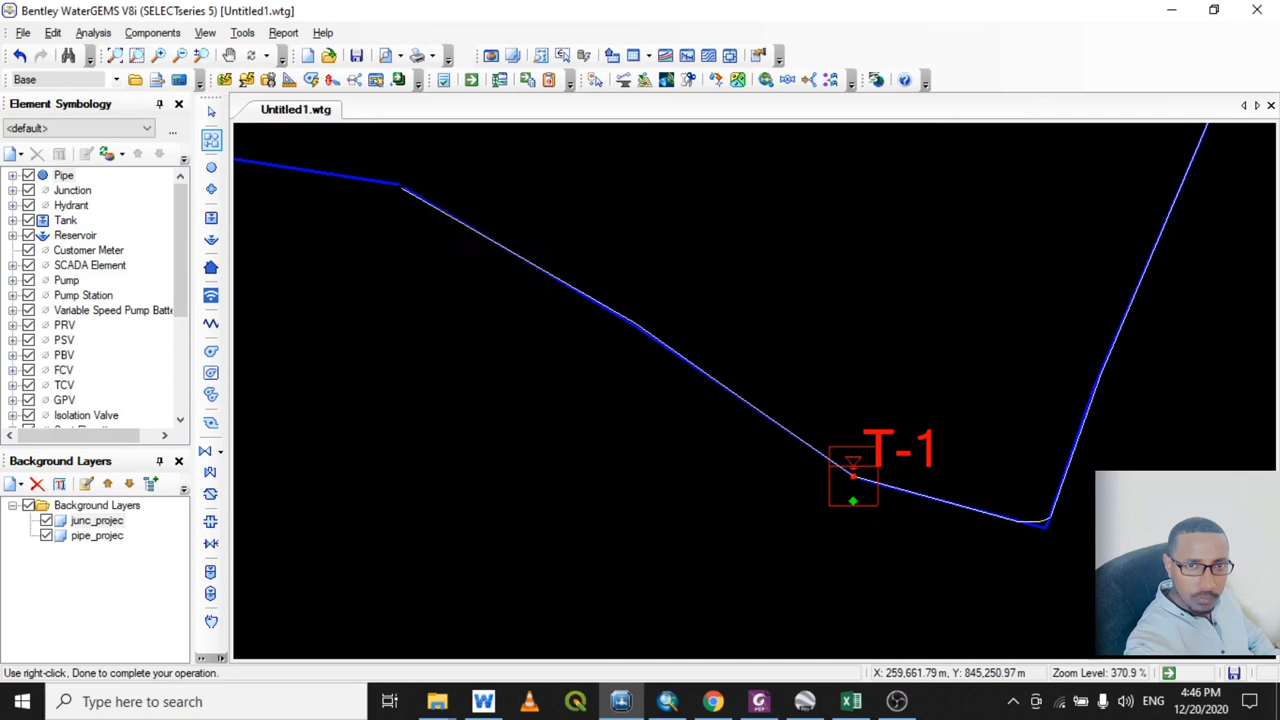 Bentley WaterGEMS V8i (SELECTseries 5) [Untitled1.wtg]
File Edit Analysis Components View Tools Report Help
Base
Element Symbology
<default>
...
Untitled1.wtg
Pipe
Junction
Hydrant
Tank
Reservoir
Customer Meter
SCADA Element
Pump
Pump Station
Variable Speed Pump Batte
PRV
PSV
PBV
FCV
TCV
GPV
Isolation Valve
T-1
Background Layers
Background Layers
junc_projec
pipe_projec
Use right-click, Done to complete your operation.
X: 259,661.79 m, Y: 845,250.97 m
Zoom Level: 370.9 %
Type here to search
ENG
4:46 PM
12/20/2020